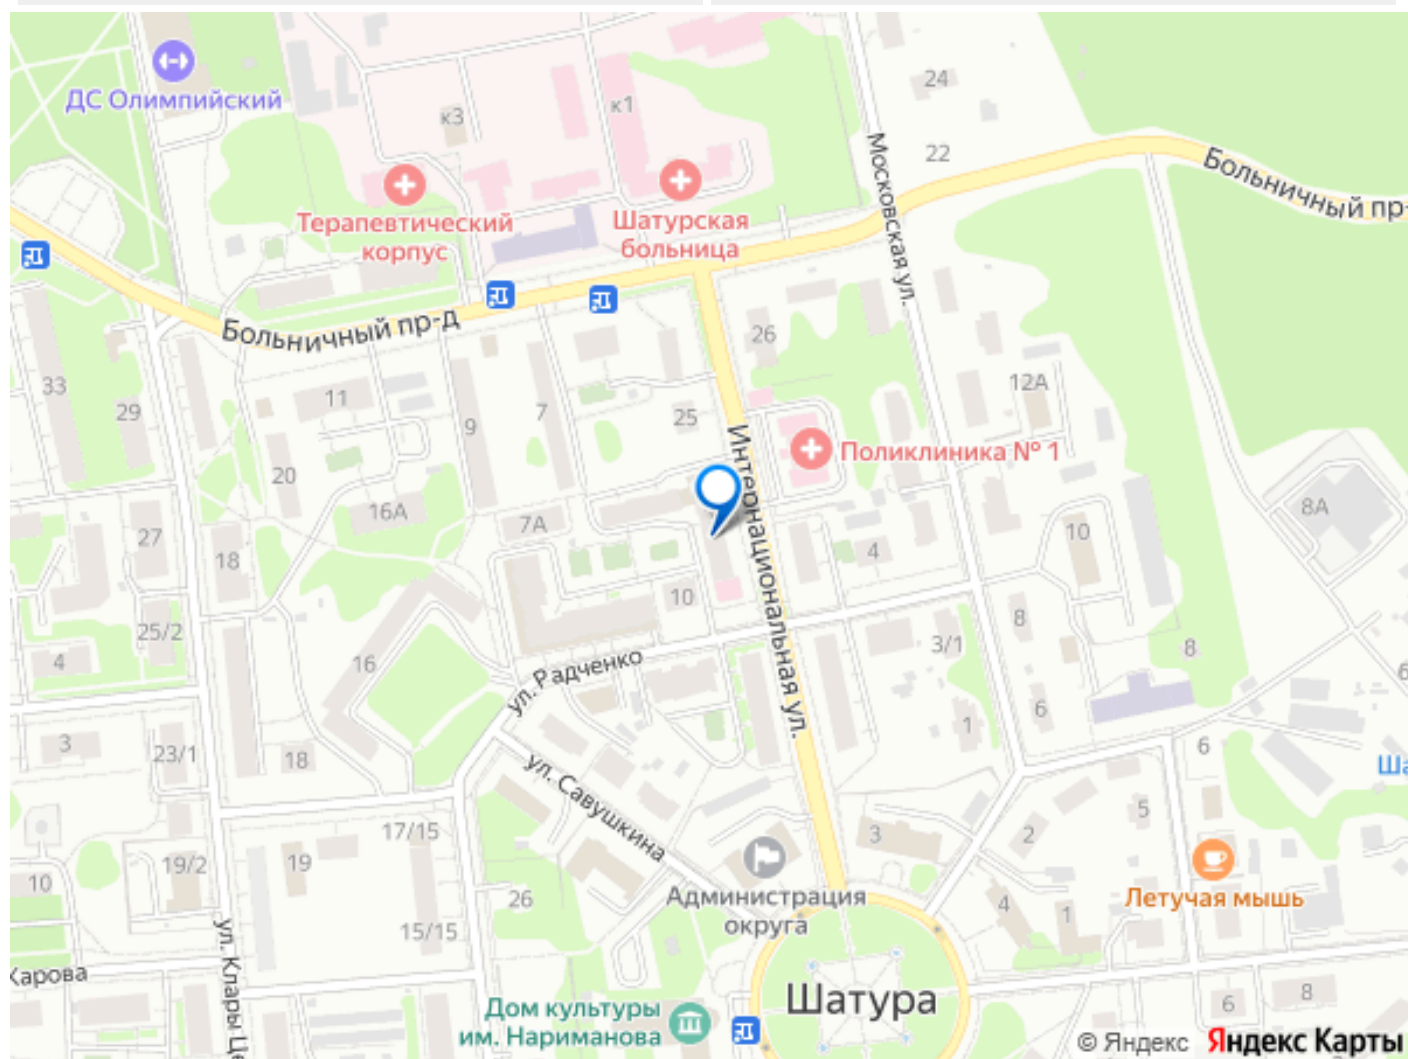 ДС Олимпийский
к3
к1
24
22
Московская ул.
Больничный пр-
Терапевтический
корпус
Шатурская
больница
Больничный пр-д
26
33
29
11
9
7
25
12А
Интернациональная ул.
Поликлиника № 1
20
16А
7А
27
18
4
10
8А
25/2
10
8
3/1
8
4
16
ул. Радченко
6
1
3
23/1
18
6
Ша
ул. Савушкина
17/15
3
2
5
19/2
19
10
26
Администрация
округа
4
1
Летучая мышь
15/15
ул. Клары Це
Карова
Дом культуры
им. Нариманова
Шатура
6
8
6
© Яндекс Яндекс Карты